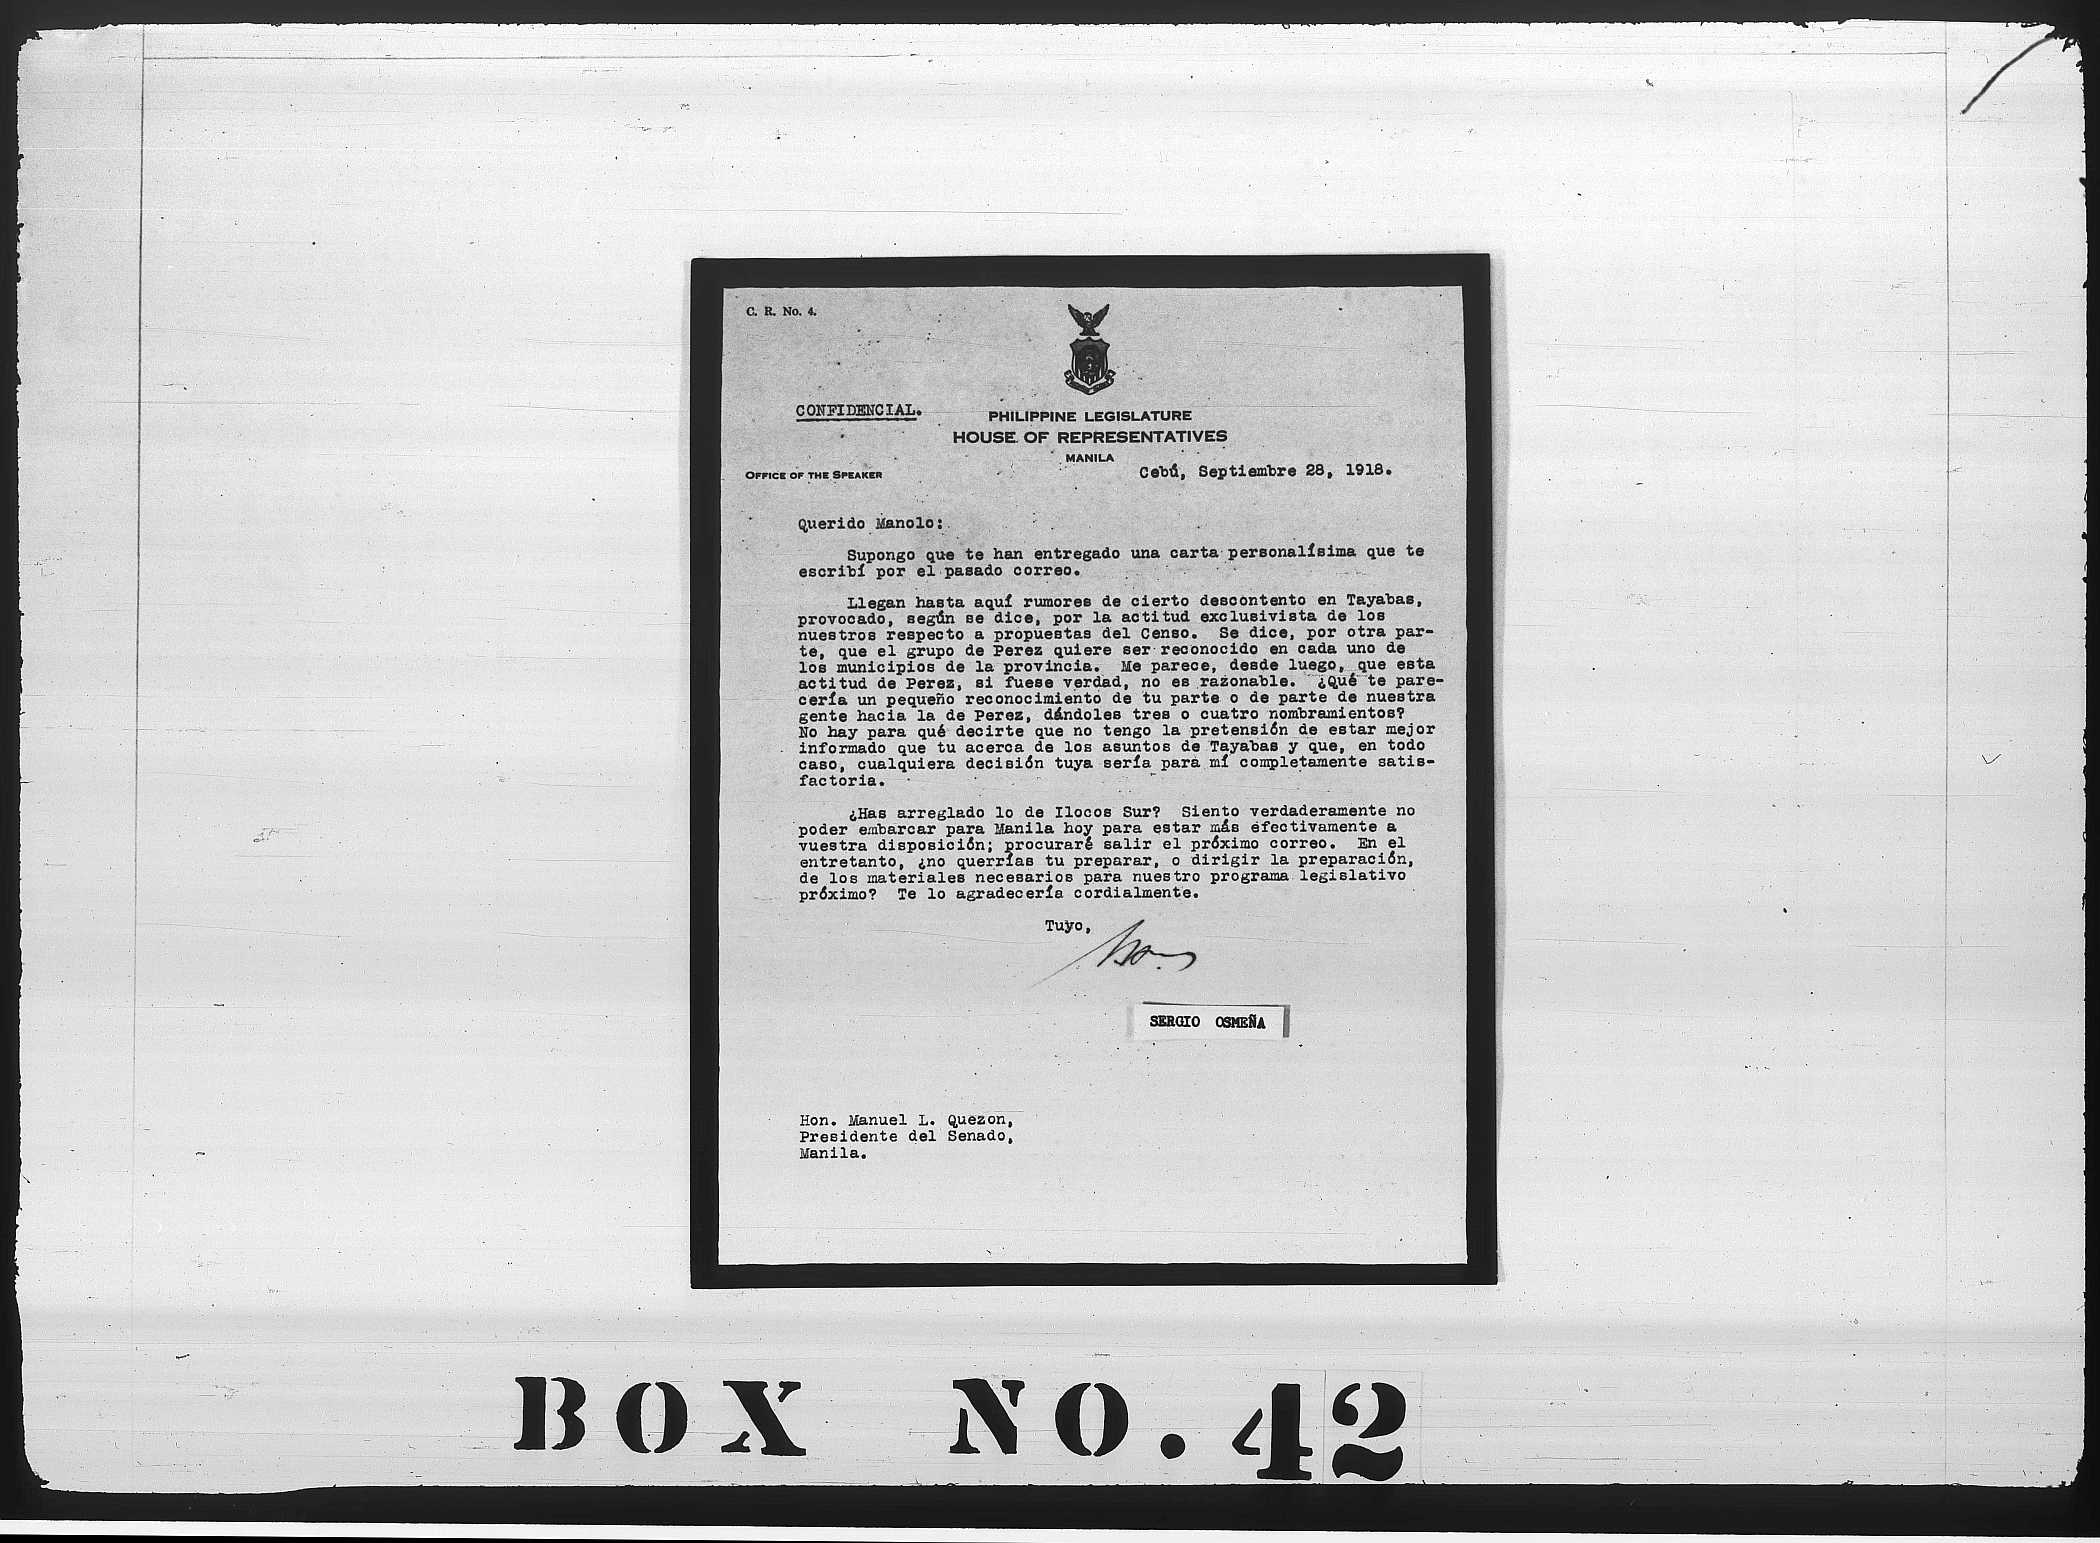 C. R. No. 4.
CONFIDENCIAL.
PHILIPPINE LEGISLATURE
HOUSE OF REPRESENTATIVES
MANILA
OFFICE OF THE SPEAKER
Cebú, Septiembre 28, 1918.
Querido Manolo:
Supongo que te han entregado una carta personalísima que te
escribí por el pasado correo.
Llegan hasta aquí rumores de cierto descontento en Tayabas,
provocado, según se dice, por la actitud exclusivista de los
nuestros respecto a propuestas del Censo. Se dice, por otra par-
te, que el grupo de Perez quiere ser reconocido en cada uno de
los municipios de la provincia. Me parece, desde luego, que esta
actitud de Perez, si fuese verdad, no es razonable. ¿Qué te pare-
cería un pequeño reconocimiento de tu parte o de parte de nuestra
gente hacia la de Perez, dándoles tres o cuatro nombramientos?
No hay para qué decirte que no tengo la pretensión de estar mejor
informado que tu acerca de los asuntos de Tayabas y que, en todo
caso, cualquiera decisión tuya sería para mí completamente satis-
factoria.
¿Has arreglado lo de Ilocos Sur? Siento verdaderamente no
poder embarcar para Manila hoy para estar más efectivamente a
vuestra disposición; procuraré salir el próximo correo. En el
entretanto, ¿no querrías tu preparar, o dirigir la preparación,
de los materiales necesarios para nuestro programa legislativo
próximo? Te lo agradecería cordialmente.
Tuyo,
SERGIO OSMEÑA
Hon. Manuel L. Quezon,
Presidente del Senado,
Manila.
BOX NO. 42